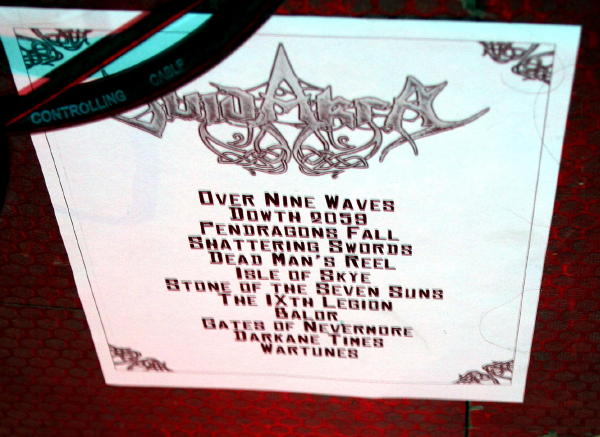 CONTROLLING CABLE
SuidAkrA
Over Nine Waves
Dowth 2059
Pendragons Fall
Shattering Swords
Dead Man's Reel
Isle of Skye
Stone of the Seven Suns
The IXth Legion
Balor
Gates of Nevermore
Darkane Times
Wartunes